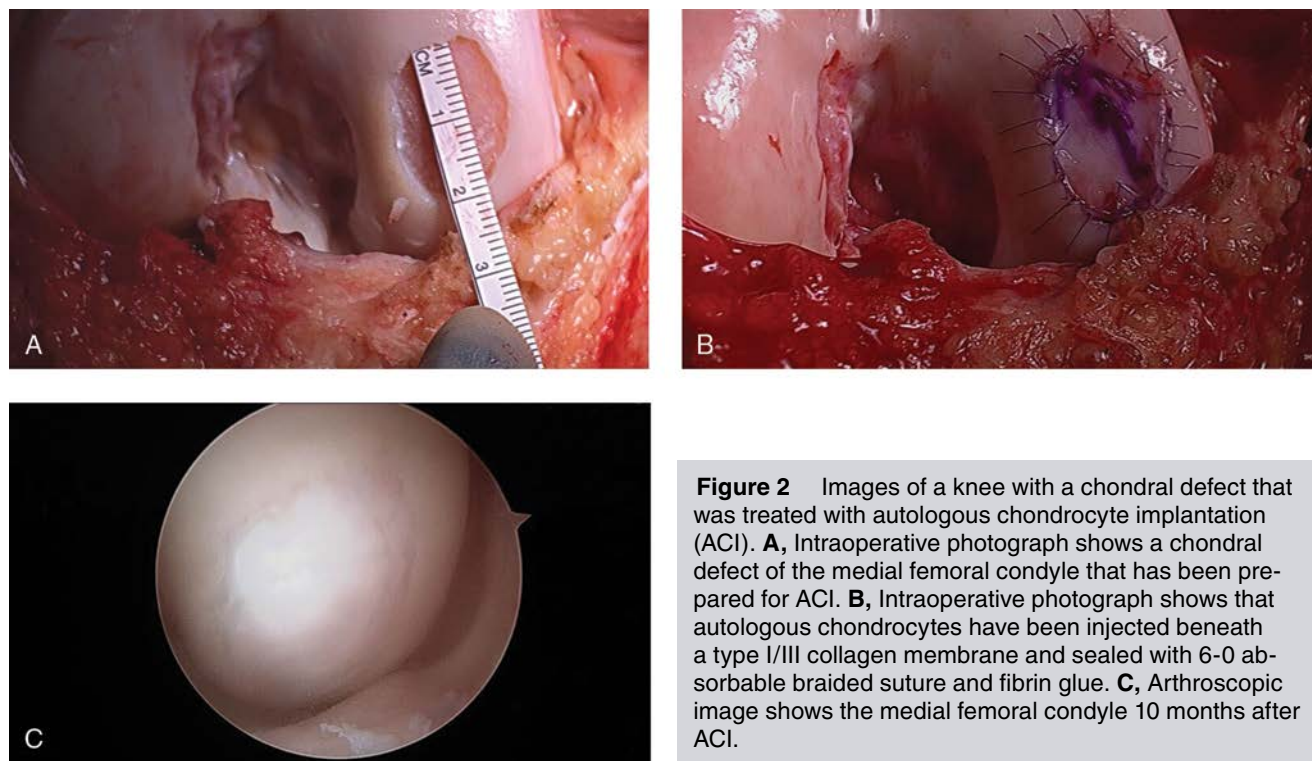 CM
1
2
3
A
B
C
Figure 2 Images of a knee with a chondral defect that
was treated with autologous chondrocyte implantation
(ACI). A, Intraoperative photograph shows a chondral
defect of the medial femoral condyle that has been pre-
pared for ACI. B, Intraoperative photograph shows that
autologous chondrocytes have been injected beneath
a type I/III collagen membrane and sealed with 6-0 ab-
sorbable braided suture and fibrin glue. C, Arthroscopic
image shows the medial femoral condyle 10 months after
ACI.